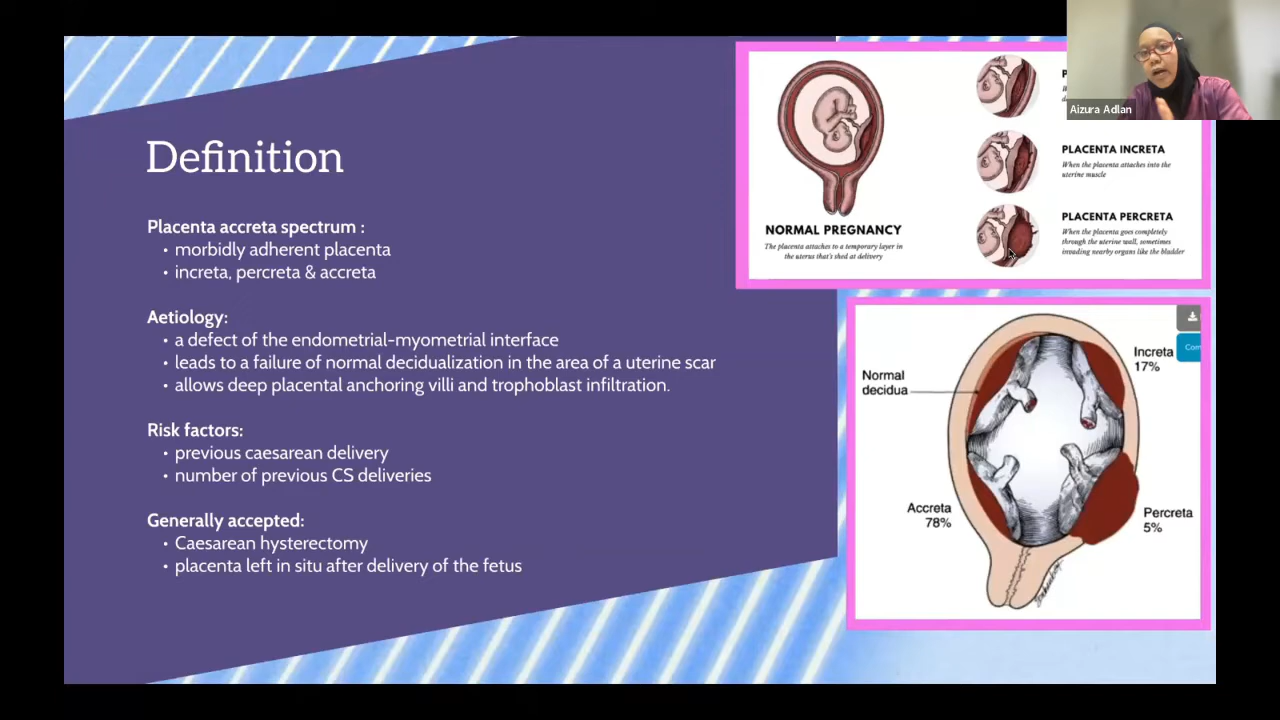 Definition
Placenta accreta spectrum :
• morbidly adherent placenta
• increta, percreta & accreta
Aetiology:
• a defect of the endometrial-myometrial interface
• leads to a failure of normal decidualization in the area of a uterine scar
• allows deep placental anchoring villi and trophoblast infiltration.
Risk factors:
• previous caesarean delivery
• number of previous CS deliveries
Generally accepted:
• Caesarean hysterectomy
• placenta left in situ after delivery of the fetus
NORMAL PREGNANCY
The placenta attaches to a temporary layer in
the uterus that's shed at delivery
PLACENTA INCRETA
When the placenta attaches into the
uterine muscle
PLACENTA PERCRETA
When the placenta goes completely
through the uterine wall, sometimes
invading nearby organs like the bladder
Aizura Adlan
Normal
decidua
Increta
17%
Com
Accreta
78%
Percreta
5%